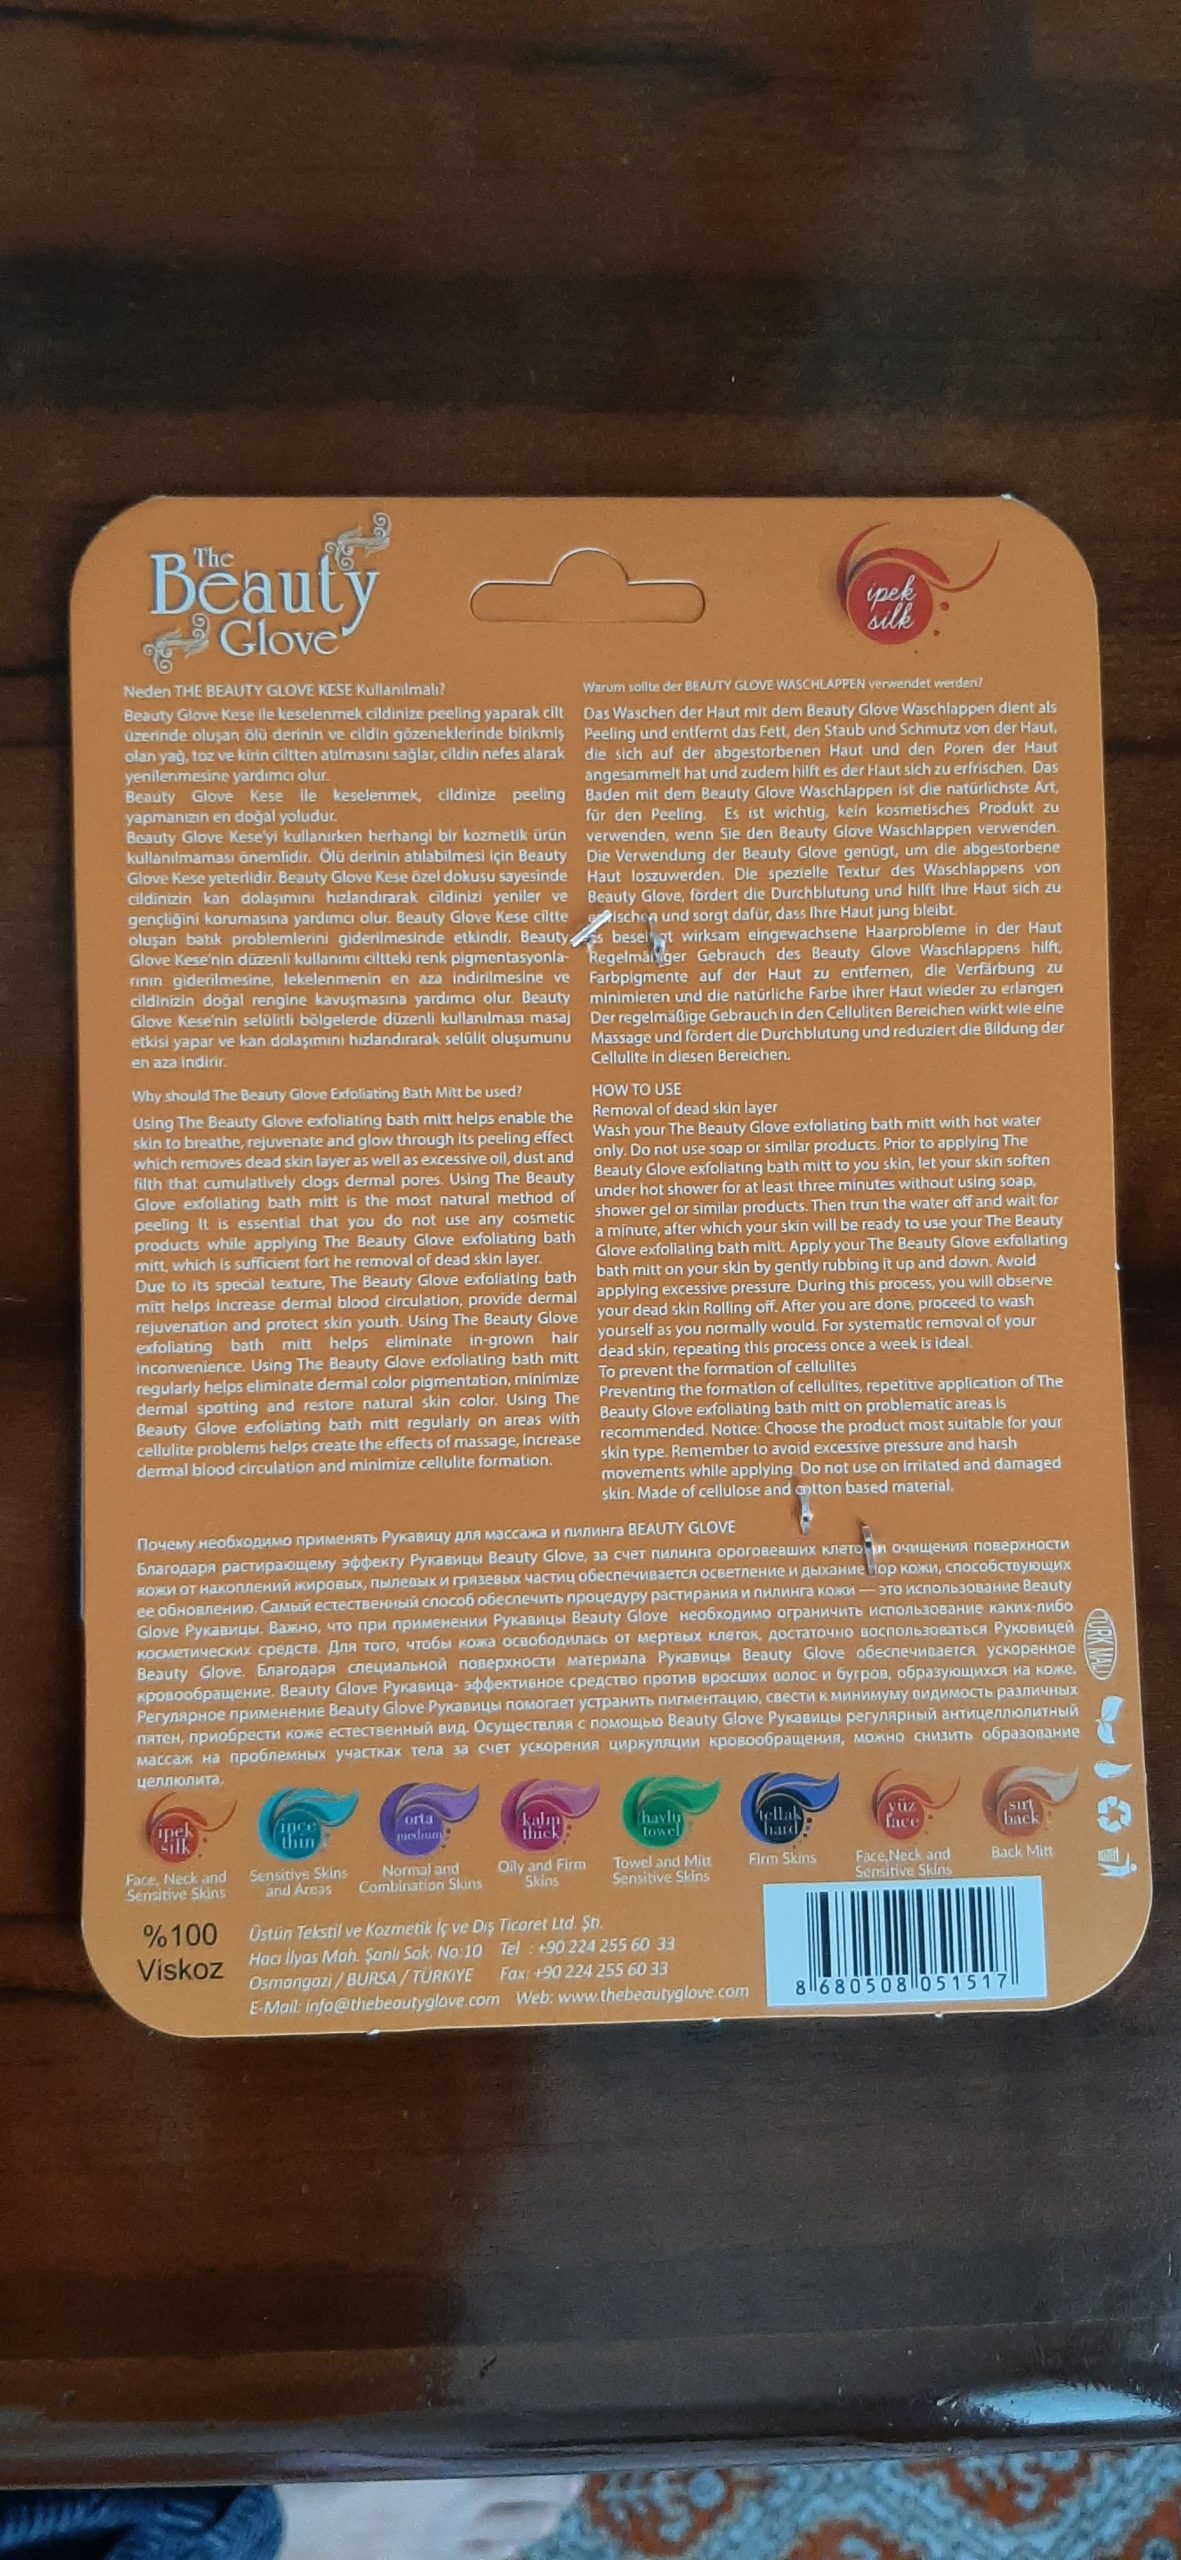 The
Beauty
Glove
ipek
silk
Neden THE BEAUTY GLOVE KESE Kullanılmalı?
Beauty Glove Kese ile keselenmek cildinize peeling yaparak cilt
üzerinde oluşan ölü derinin ve cildin gözeneklerinde birikmiş
olan yağ, toz ve kirin ciltten atılmasını sağlar, cildin nefes alarak
yenilenmesine yardımcı olur.
Beauty Glove Kese ile keselenmek, cildinize peeling
yapmanızın en doğal yoludur.
Beauty Glove Kese'yi kullanırken herhangi bir kozmetik ürün
kullanılmaması önemlidir. Ölü derinin atılabilmesi için Beauty
Glove Kese yeterlidir. Beauty Glove Kese özel dokusu sayesinde
cildinizin kan dolaşımını hızlandırarak cildinizi yeniler ve
gençliğini korumasına yardımcı olur. Beauty Glove Kese ciltte
oluşan batık problemlerini giderilmesinde etkindir. Beauty
Glove Kese'nin düzenli kullanımı ciltteki renk pigmentasyonla-
rının giderilmesine, lekelenmenin en aza indirilmesine ve
cildinizin doğal rengine kavuşmasına yardımcı olur. Beauty
Glove Kese'nin selülitli bölgelerde düzenli kullanılması masaj
etkisi yapar ve kan dolaşımını hızlandırarak selülit oluşumunu
en aza indirir.
Warum sollte der BEAUTY GLOVE WASCHLAPPEN verwendet werden?
Das Waschen der Haut mit dem Beauty Glove Waschlappen dient als
Peeling und entfernt das Fett, den Staub und Schmutz von der Haut,
die sich auf der abgestorbenen Haut und den Poren der Haut
angesammelt hat und zudem hilft es der Haut sich zu erfrischen. Das
Baden mit dem Beauty Glove Waschlappen ist die natürlichste Art,
für den Peeling. Es ist wichtig, kein kosmetisches Produkt zu
verwenden, wenn Sie den Beauty Glove Waschlappen verwenden.
Die Verwendung der Beauty Glove genügt, um die abgestorbene
Haut loszuwerden. Die spezielle Textur des Waschlappens von
Beauty Glove, fördert die Durchblutung und hilft Ihre Haut sich zu
und sorgt dafür, dass Ihre Haut jung bleibt.
wirksam eingewachsene Haarprobleme in der Haut
Regelmäßiger Gebrauch des Beauty Glove Waschlappens hilft,
Farbpigmente auf der Haut zu entfernen, die Verfärbung zu
minimieren und die natürliche Farbe ihrer Haut wieder zu erlangen
Der regelmäßige Gebrauch in den Celluliten Bereichen wirkt wie eine
Massage und fördert die Durchblutung und reduziert die Bildung der
Cellulite in diesen Bereichen.
Why should The Beauty Glove Exfoliating Bath Mitt be used?
Using The Beauty Glove exfoliating bath mitt helps enable the
skin to breathe, rejuvenate and glow through its peeling effect
which removes dead skin layer as well as excessive oil, dust and
filth that cumulatively clogs dermal pores. Using The Beauty
Glove exfoliating bath mitt is the most natural method of
peeling It is essential that you do not use any cosmetic
products while applying The Beauty Glove exfoliating bath
mitt, which is sufficient fort he removal of dead skin layer.
Due to its special texture, The Beauty Glove exfoliating bath
mitt helps increase dermal blood circulation, provide dermal
rejuvenation and protect skin youth. Using The Beauty Glove
exfoliating bath mitt helps eliminate in-grown hair
inconvenience. Using The Beauty Glove exfoliating bath mitt
regularly helps eliminate dermal color pigmentation, minimize
dermal spotting and restore natural skin color. Using The
Beauty Glove exfoliating bath mitt regularly on areas with
cellulite problems helps create the effects of massage, increase
dermal blood circulation and minimize cellulite formation.
HOW TO USE
Removal of dead skin layer
Wash your The Beauty Glove exfoliating bath mitt with hot water
only. Do not use soap or similar products. Prior to applying The
Beauty Glove exfoliating bath mitt to you skin, let your skin soften
under hot shower for at least three minutes without using soap,
shower gel or similar products. Then trun the water off and wait for
a minute, after which your skin will be ready to use your The Beauty
Glove exfoliating bath mitt. Apply your The Beauty Glove exfoliating
bath mitt on your skin by gently rubbing it up and down. Avoid
applying excessive pressure. During this process, you will observe
your dead skin Rolling off. After you are done, proceed to wash
yourself as you normally would. For systematic removal of your
dead skin, repeating this process once a week is ideal.
To prevent the formation of cellulites
Preventing the formation of cellulites, repetitive application of The
Beauty Glove exfoliating bath mitt on problematic areas is
recommended. Notice: Choose the product most suitable for your
skin type. Remember to avoid excessive pressure and harsh
movements while applying. Do not use on irritated and damaged
skin. Made of cellulose and cotton based material.
Почему необходимо применять Рукавицу для массажа и пилинга BEAUTY GLOVE
Благодаря растирающему эффекту Рукавицы Beauty Glove, за счет пилинга ороговевших клеток и очищения поверхности
кожи от накоплений жировых, пылевых и грязевых частиц обеспечивается осветление и дыхание пор кожи, способствующих
ее обновлению. Самый естественный способ обеспечить процедуру растирания и пилинга кожи — это использование Beauty
Glove Рукавицы. Важно, что при применении Рукавицы Beauty Glove необходимо ограничить использование каких-либо
косметических средств. Для того, чтобы кожа освободилась от мертвых клеток, достаточно воспользоваться Руковицей
Beauty Glove. Благодаря специальной поверхности материала Рукавицы Beauty Glove обеспечивается ускоренное
кровообращение. Beauty Glove Рукавица- эффективное средство против вросших волос и бугров, образующихся на коже.
Регулярное применение Beauty Glove Рукавицы помогает устранить пигментацию, свести к минимуму видимость различных
пятен, приобрести коже естественный вид. Осуществляя с помощью Beauty Glove Рукавицы регулярный антицеллюлитный
массаж на проблемных участках тела за счет ускорения циркуляции кровообращения, можно снизить образование
целлюлита.
TÜRK MALI
ipek
silk
Face, Neck and
Sensitive Skins
ince
thin
Sensitive Skins
and Areas
orta
medium
Normal and
Combination Skins
kalın
thick
Oily and Firm
Skins
havlu
towel
Towel and Mitt
Sensitive Skins
tellak
hard
Firm Skins
yüz
face
Face,Neck and
Sensitive Skins
sırt
back
Back Mitt
%100
Viskoz
Üstün Tekstil ve Kozmetik İç ve Dış Ticaret Ltd. Şti.
Hacı İlyas Mah. Şanlı Sok. No:10 Tel : +90 224 255 60 33
Osmangazi / BURSA / TÜRKİYE Fax: +90 224 255 60 33
E-Mail: info@thebeautyglove.com Web: www.thebeautyglove.com
8 680508 051517